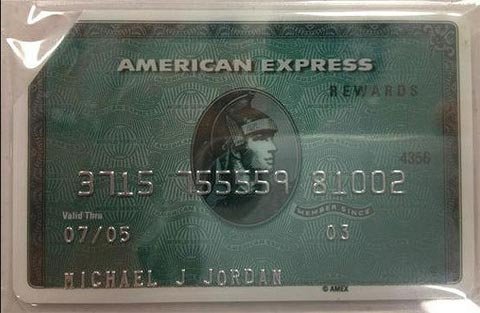 AMERICAN EXPRESS
REWARDS
4356
3715 755559 81002
Valid Thru
MEMBER SINCE
07/05 03
MICHAEL J JORDAN
© AMEX